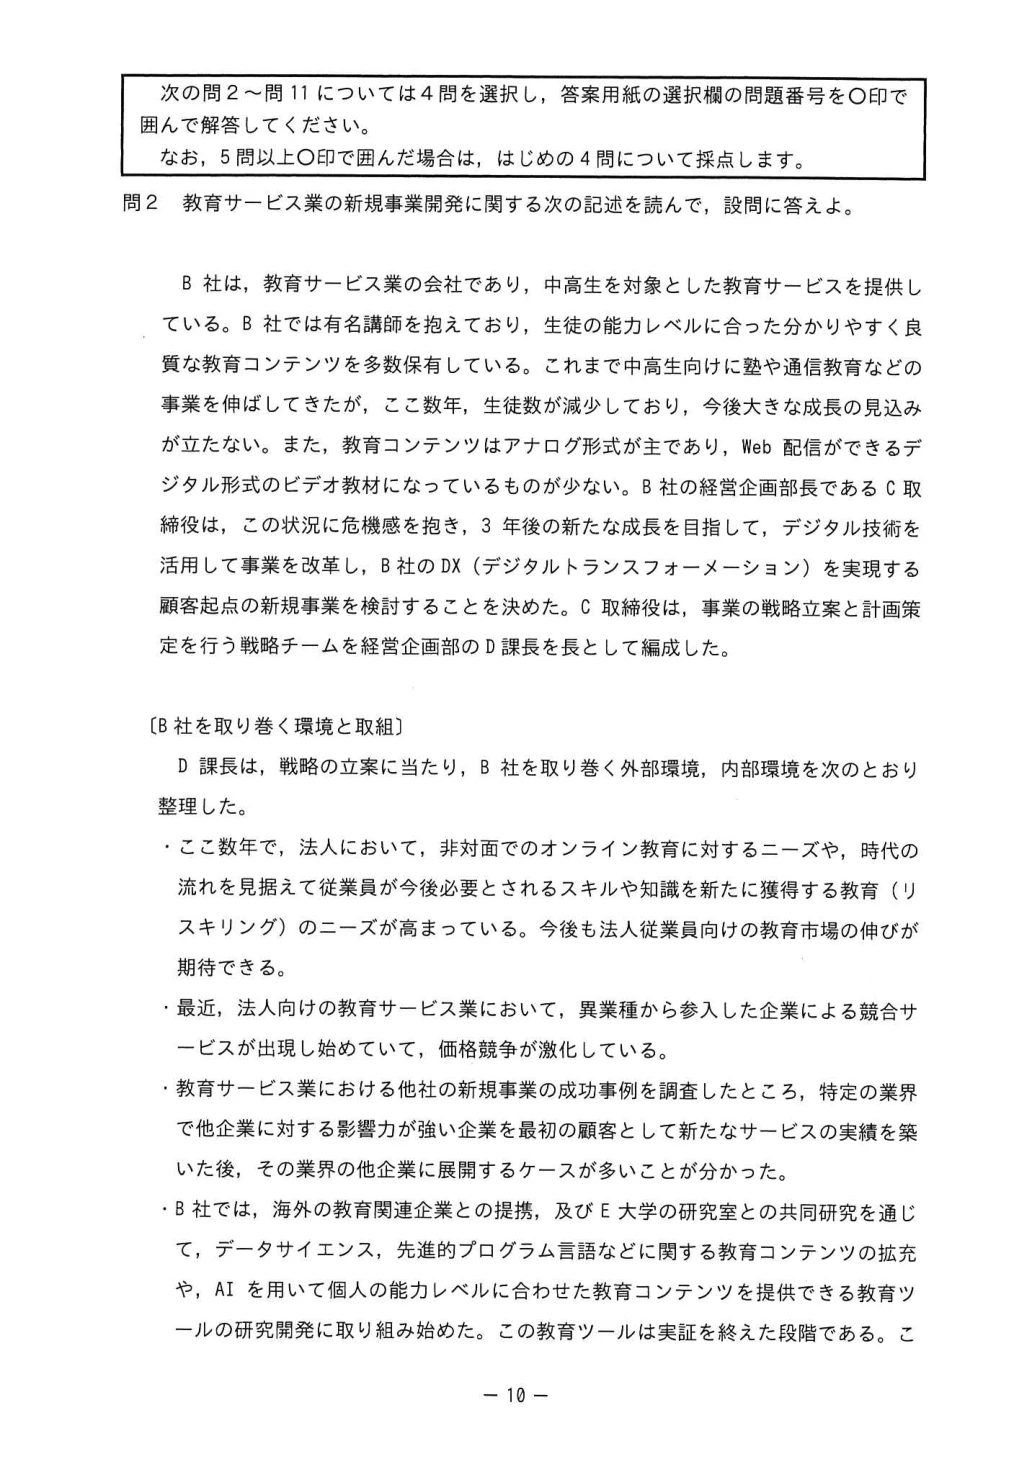 次の問２～問11については４問を選択し，答案用紙の選択欄の問題番号を〇印で
囲んで解答してください。
なお，５問以上〇印で囲んだ場合は，はじめの４問について採点します。
問２　教育サービス業の新規事業開発に関する次の記述を読んで，設問に答えよ。
B 社は，教育サービス業の会社であり，中高生を対象とした教育サービスを提供し
ている。B 社では有名講師を抱えており，生徒の能力レベルに合った分かりやすく良
質な教育コンテンツを多数保有している。これまで中高生向けに塾や通信教育などの
事業を伸ばしてきたが，ここ数年，生徒数が減少しており，今後大きな成長の見込み
が立たない。また，教育コンテンツはアナログ形式が主であり，Web 配信ができるデ
ジタル形式のビデオ教材になっているものが少ない。B 社の経営企画部長である C 取
締役は，この状況に危機感を抱き，3 年後の新たな成長を目指して，デジタル技術を
活用して事業を改革し，B 社の DX（デジタルトランスフォーメーション）を実現する
顧客起点の新規事業を検討することを決めた。C 取締役は，事業の戦略立案と計画策
定を行う戦略チームを経営企画部の D 課長を長として編成した。
〔B 社を取り巻く環境と取組〕
D 課長は，戦略の立案に当たり，B 社を取り巻く外部環境，内部環境を次のとおり
整理した。
・ここ数年で，法人において，非対面でのオンライン教育に対するニーズや，時代の
流れを見据えて従業員が今後必要とされるスキルや知識を新たに獲得する教育（リ
スキリング）のニーズが高まっている。今後も法人従業員向けの教育市場の伸びが
期待できる。
・最近，法人向けの教育サービス業において，異業種から参入した企業による競合サ
ービスが出現し始めていて，価格競争が激化している。
・教育サービス業における他社の新規事業の成功事例を調査したところ，特定の業界
で他企業に対する影響力が強い企業を最初の顧客として新たなサービスの実績を築
いた後，その業界の他企業に展開するケースが多いことが分かった。
・B 社では，海外の教育関連企業との提携，及び E 大学の研究室との共同研究を通じ
て，データサイエンス，先進的プログラム言語などに関する教育コンテンツの拡充
や，AI を用いて個人の能力レベルに合わせた教育コンテンツを提供できる教育ツ
ールの研究開発に取り組み始めた。この教育ツールは実証を終えた段階である。こ
－ 10 －